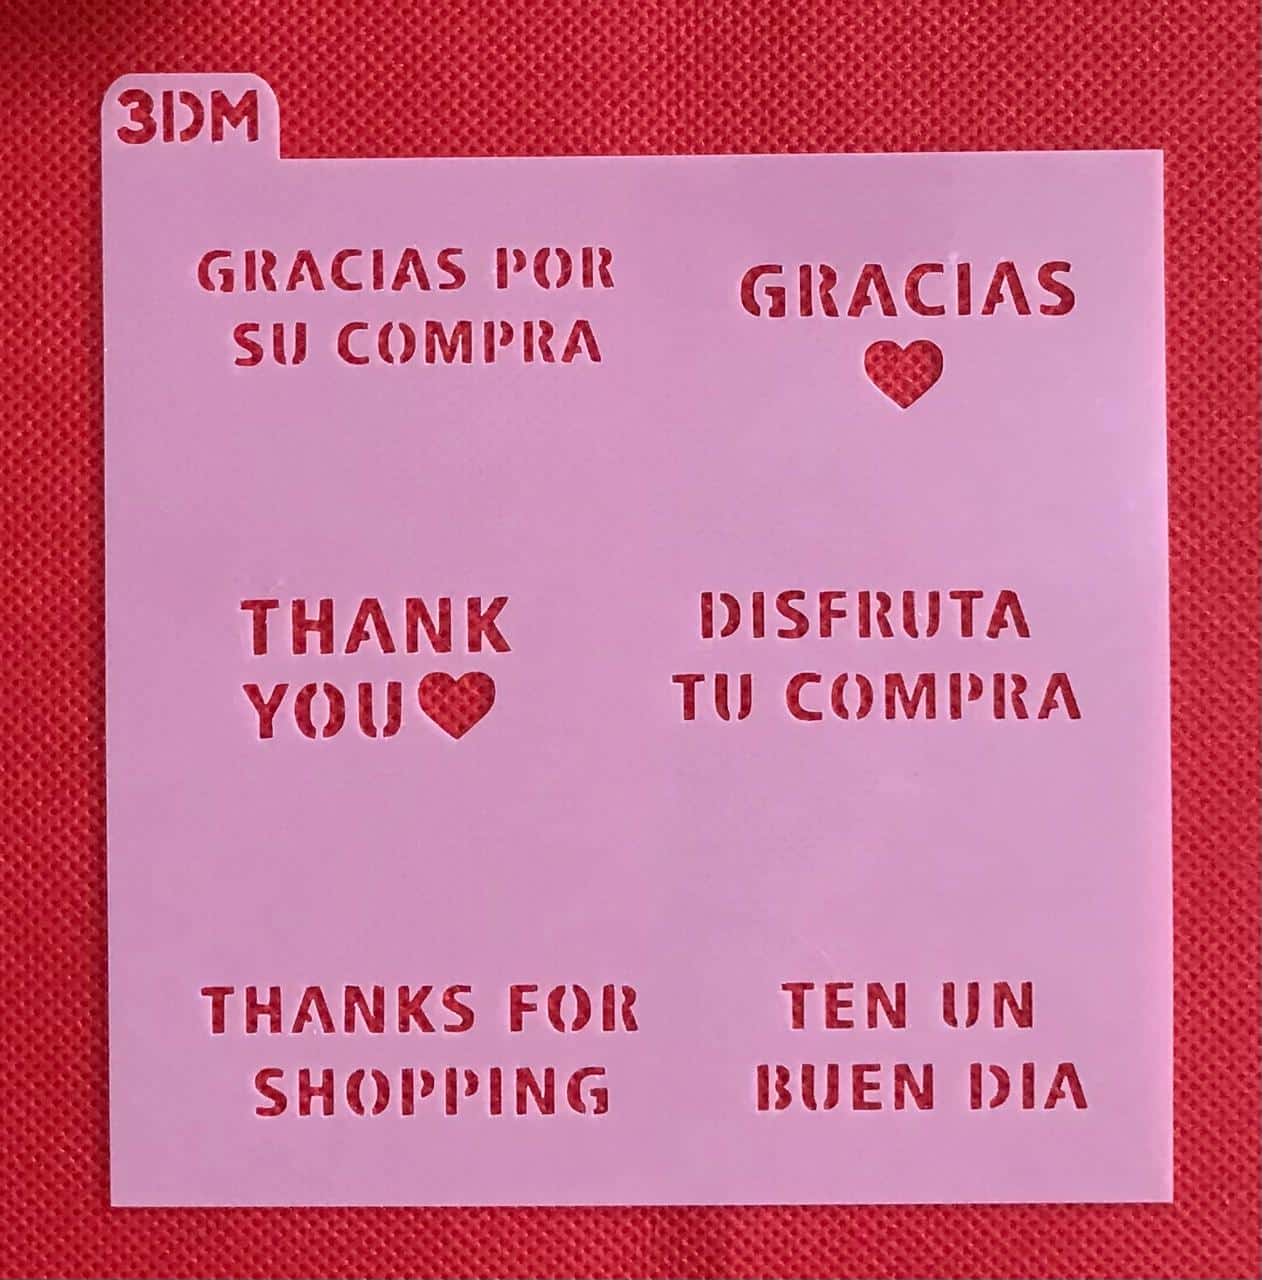 3DM
GRACIAS POR
SU COMPRA
GRACIAS
THANK
YOU
DISFRUTA
TU COMPRA
THANKS FOR
SHOPPING
TEN UN
BUEN DIA